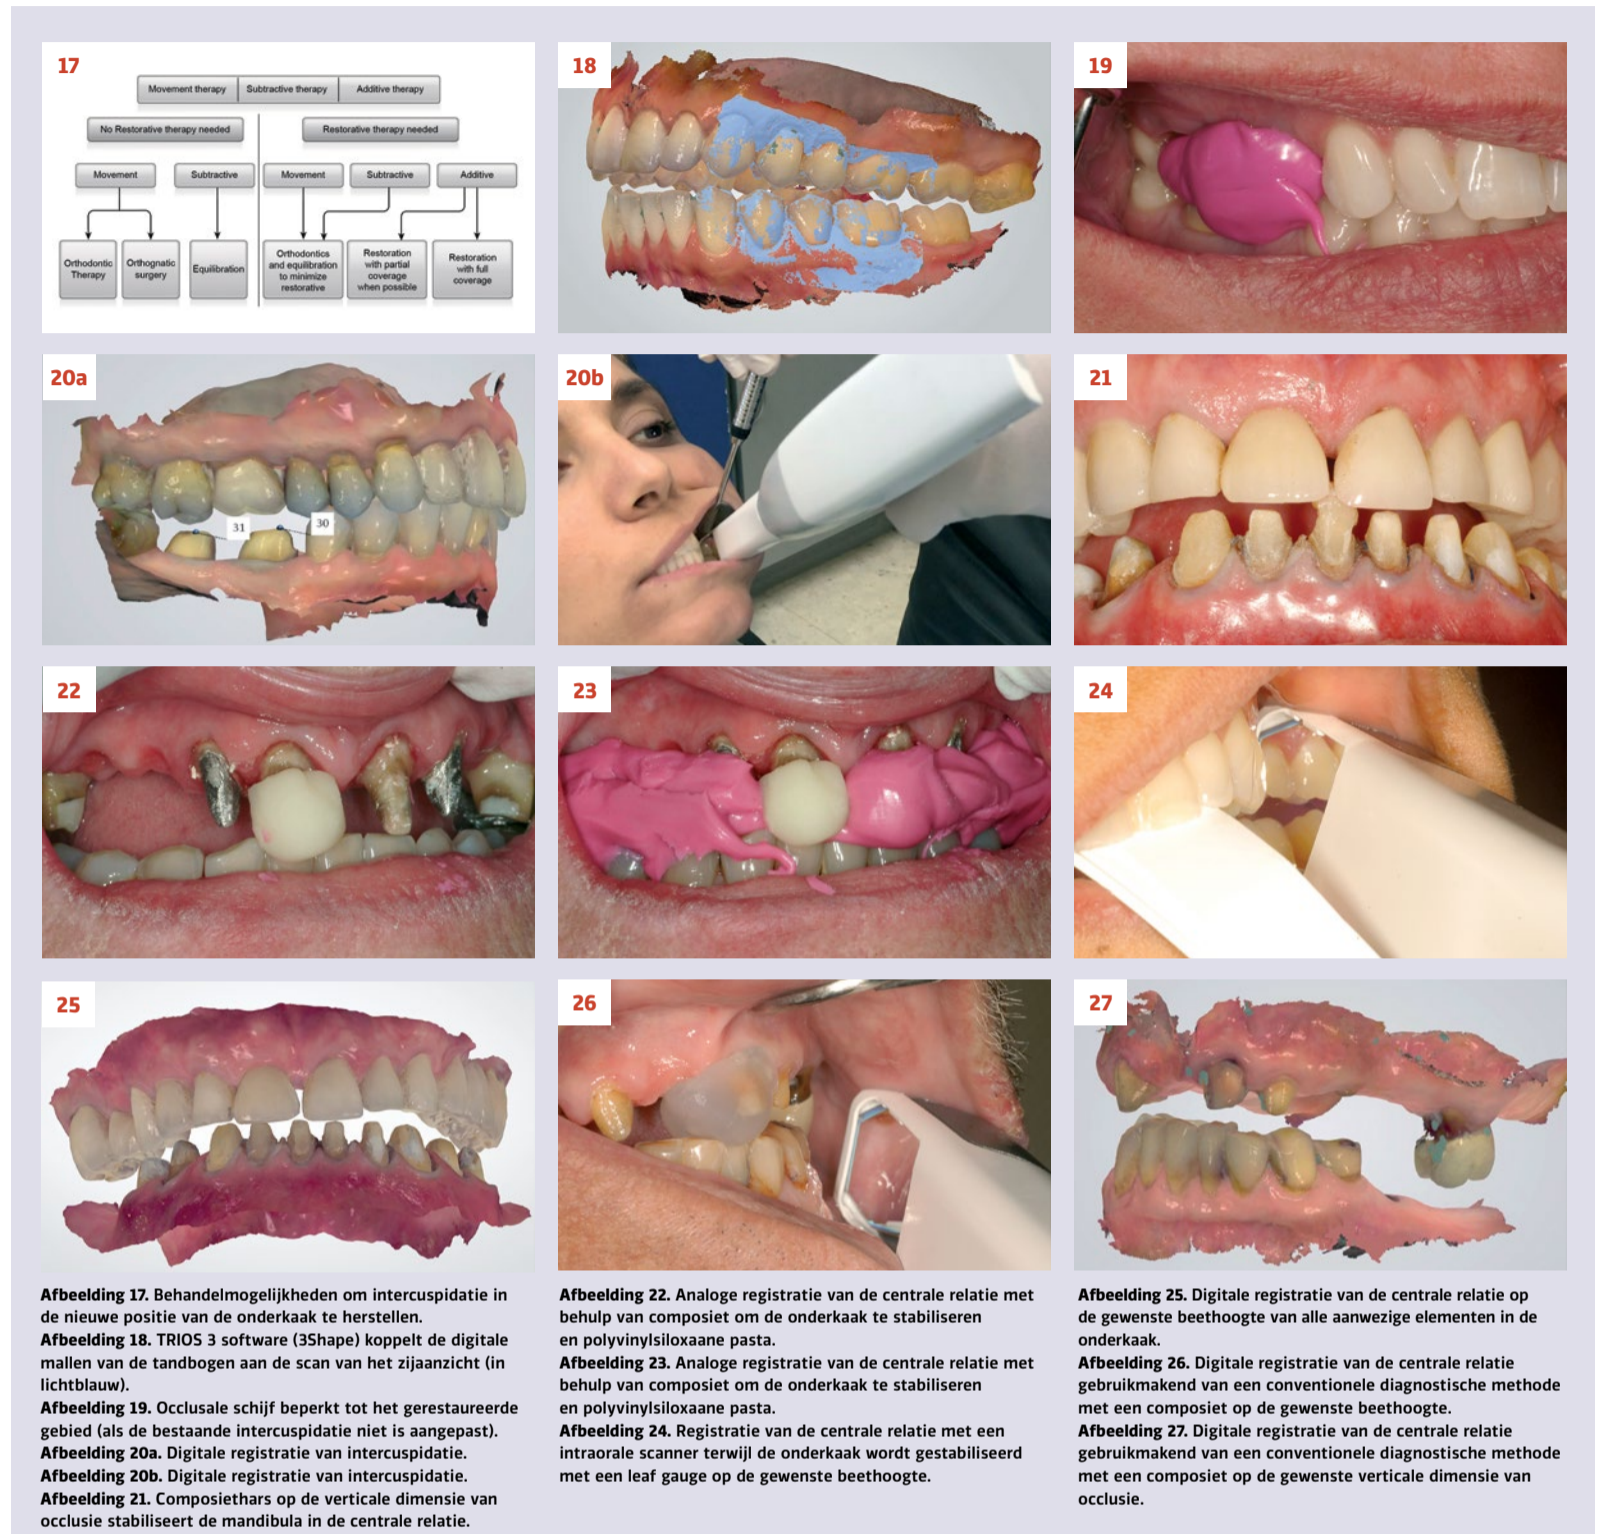 17
Movement therapy Subtractive therapy Additive therapy
No Restorative therapy needed Restorative therapy needed
Movement Subtractive Movement Subtractive Additive
Orthodontic
Therapy
Orthognatic
surgery
Equilibration
Orthodontics
and equilibration
to minimize
restorative
Restoration
with partial
coverage
when possible
Restoration
with full
coverage
18
19
20a
31
30
20b
21
22
23
24
25
26
27
Afbeelding 17. Behandelmogelijkheden om intercuspidatie in
de nieuwe positie van de onderkaak te herstellen.
Afbeelding 18. TRIOS 3 software (3Shape) koppelt de digitale
mallen van de tandbogen aan de scan van het zijaanzicht (in
lichtblauw).
Afbeelding 19. Occlusale schijf beperkt tot het gerestaureerde
gebied (als de bestaande intercuspidatie niet is aangepast).
Afbeelding 20a. Digitale registratie van intercuspidatie.
Afbeelding 20b. Digitale registratie van intercuspidatie.
Afbeelding 21. Composiethars op de verticale dimensie van
occlusie stabiliseert de mandibula in de centrale relatie.
Afbeelding 22. Analoge registratie van de centrale relatie met
behulp van composiet om de onderkaak te stabiliseren
en polyvinylsiloxaane pasta.
Afbeelding 23. Analoge registratie van de centrale relatie met
behulp van composiet om de onderkaak te stabiliseren
en polyvinylsiloxaane pasta.
Afbeelding 24. Registratie van de centrale relatie met een
intraorale scanner terwijl de onderkaak wordt gestabiliseerd
met een leaf gauge op de gewenste beethoogte.
Afbeelding 25. Digitale registratie van de centrale relatie op
de gewenste beethoogte van alle aanwezige elementen in de
onderkaak.
Afbeelding 26. Digitale registratie van de centrale relatie
gebruikmakend van een conventionele diagnostische methode
met een composiet op de gewenste beethoogte.
Afbeelding 27. Digitale registratie van de centrale relatie
gebruikmakend van een conventionele diagnostische methode
met een composiet op de gewenste verticale dimensie van
occlusie.